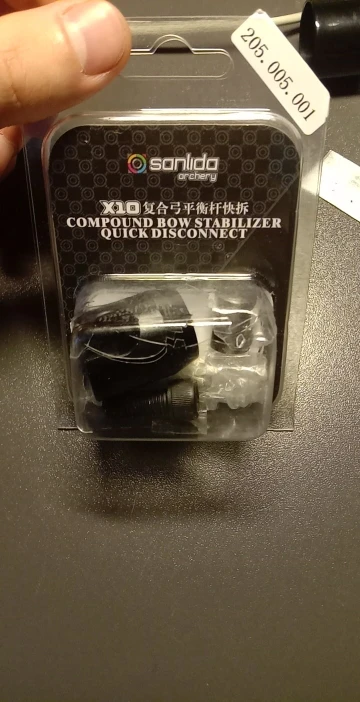 205.005.001
sanlida
archery
X10 复合弓平衡杆快拆
COMPOUND BOW STABILIZER
QUICK DISCONNECT